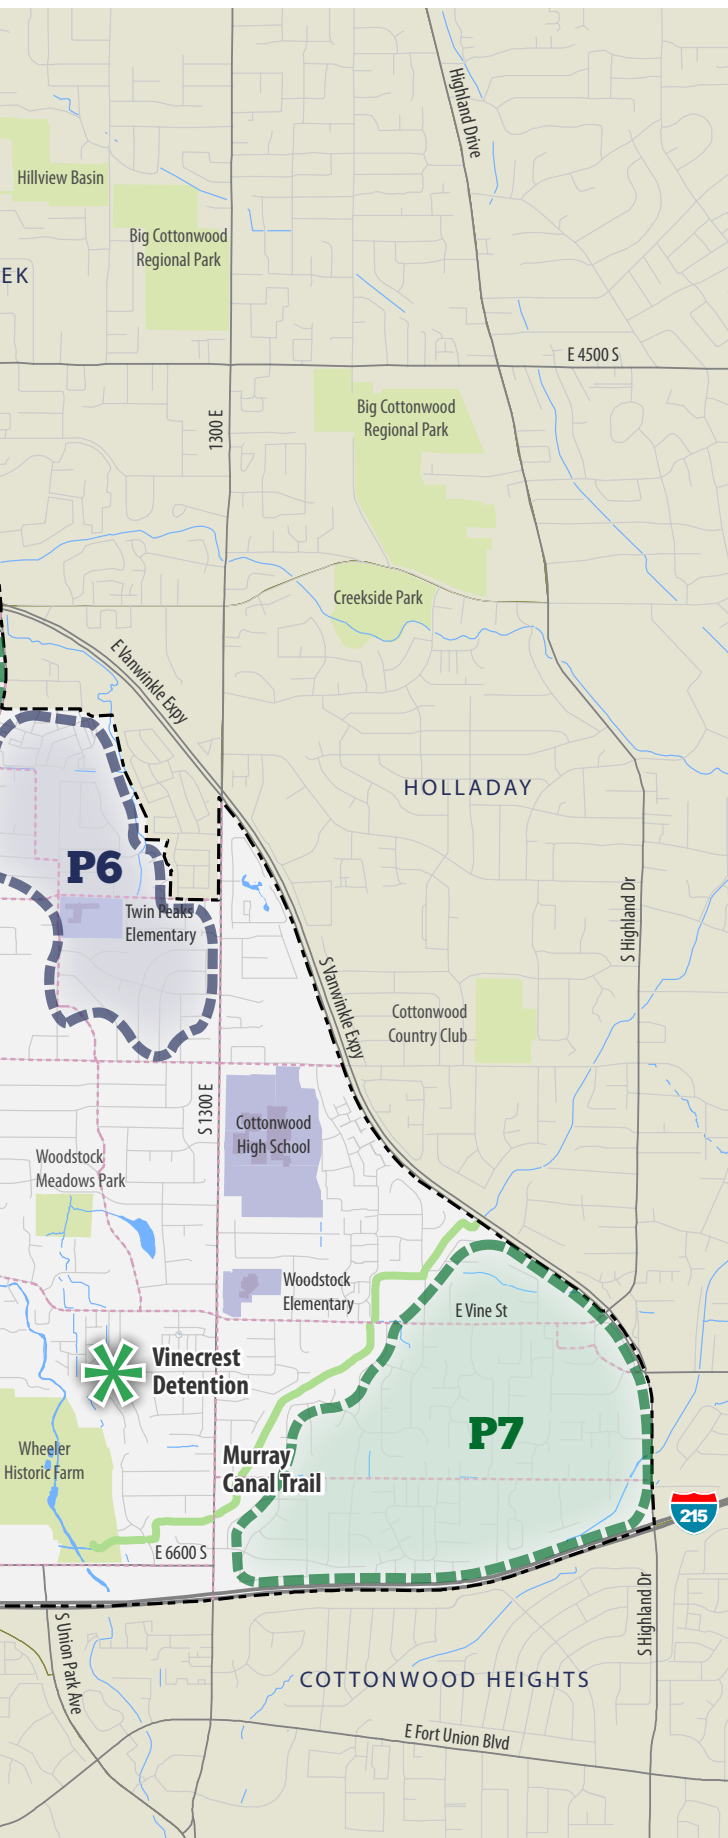 Highland Drive
Hillview Basin
Big Cottonwood
Regional Park
EK
E 4500 S
1300 E
Big Cottonwood
Regional Park
Creekside Park
E Vanwinkle Expy
HOLLADAY
P6
Twin Peaks
Elementary
S Highland Dr
S Vanwinkle Expy
Cottonwood
Country Club
S 1300 E
Cottonwood
High School
Woodstock
Meadows Park
Woodstock
Elementary
E Vine St
Vinecrest
Detention
P7
Wheeler
Historic Farm
Murray
Canal Trail
215
E 6600 S
S Highland Dr
S Union Park Ave
COTTONWOOD HEIGHTS
E Fort Union Blvd